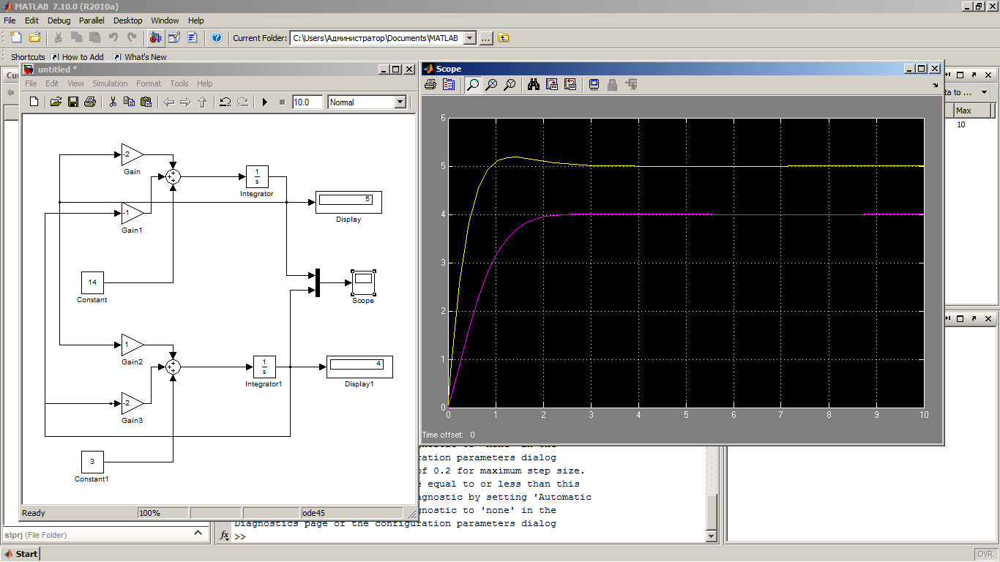 MATLAB 7.10.0 (R2010a)
File Edit Debug Parallel Desktop Window Help
Current Folder: C:\Users\Администратор\Documents\MATLAB ...
Shortcuts How to Add What's New
untitled *
File Edit View Simulation Format Tools Help
10.0 Normal
-2
Gain
1
s
Integrator
5
Display
-1
Gain1
14
Constant
Scope
1
Gain2
1
s
Integrator1
4
Display1
-2
Gain3
3
Constant1
Ready 100% ode45
Scope
6
5
4
3
2
1
0
0 1 2 3 4 5 6 7 8 9 10
Time offset: 0
ta to ...
Max
10
ration parameters dialog
of 0.2 for maximum step size.
e equal to or less than this
agnostic by setting 'Automatic
gnostic to 'none' in the
Diagnostics page of the configuration parameters dialog
fx >>
slprj (File Folder)
Start
OVR